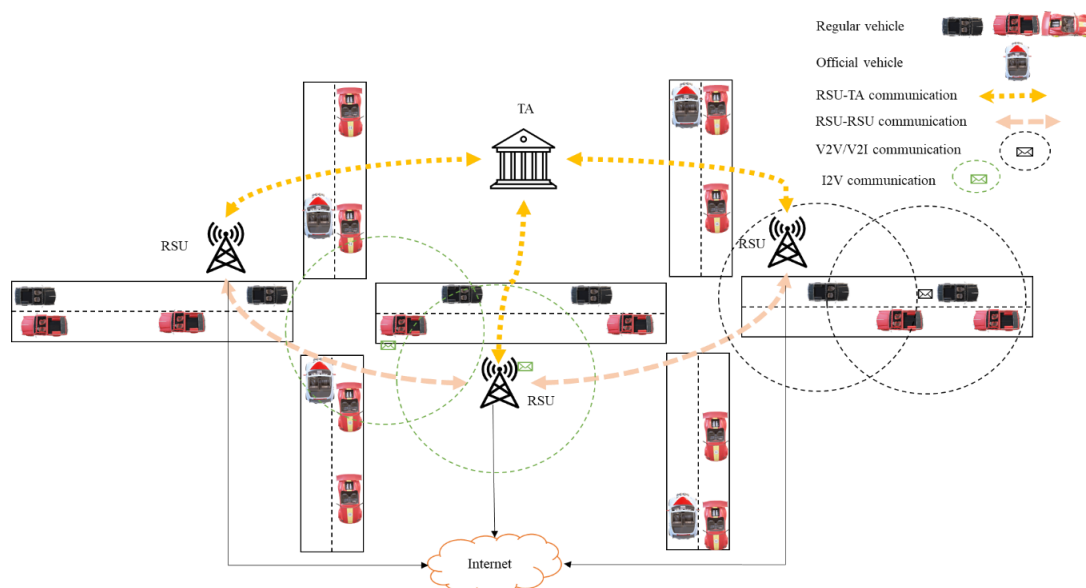 Regular vehicle
Official vehicle
RSU-TA communication
RSU-RSU communication
V2V/V2I communication
I2V communication
TA
RSU
RSU
RSU
Internet